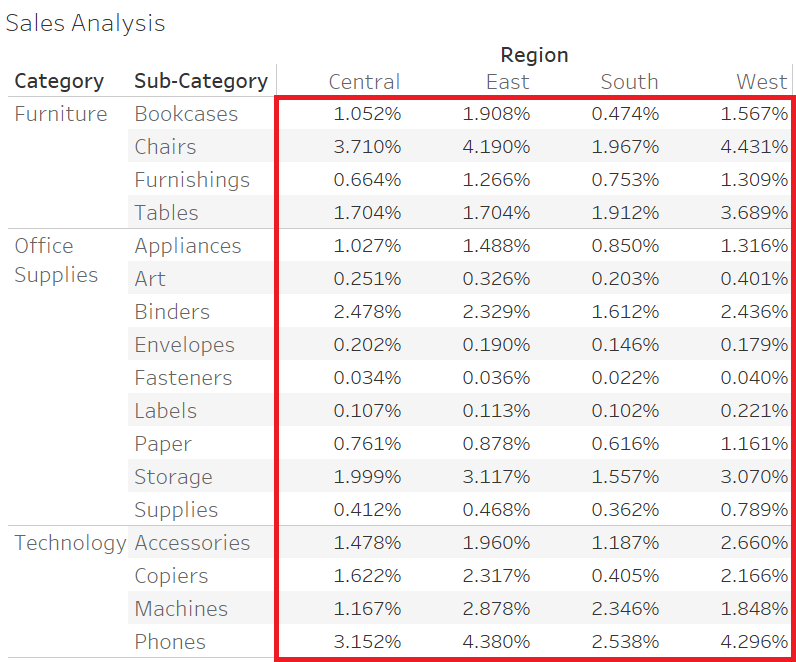 Sales Analysis
Region
Category Sub-Category Central East South West
Furniture Bookcases 1.052% 1.908% 0.474% 1.567%
Chairs 3.710% 4.190% 1.967% 4.431%
Furnishings 0.664% 1.266% 0.753% 1.309%
Tables 1.704% 1.704% 1.912% 3.689%
Office Appliances 1.027% 1.488% 0.850% 1.316%
Supplies Art 0.251% 0.326% 0.203% 0.401%
Binders 2.478% 2.329% 1.612% 2.436%
Envelopes 0.202% 0.190% 0.146% 0.179%
Fasteners 0.034% 0.036% 0.022% 0.040%
Labels 0.107% 0.113% 0.102% 0.221%
Paper 0.761% 0.878% 0.616% 1.161%
Storage 1.999% 3.117% 1.557% 3.070%
Supplies 0.412% 0.468% 0.362% 0.789%
Technology Accessories 1.478% 1.960% 1.187% 2.660%
Copiers 1.622% 2.317% 0.405% 2.166%
Machines 1.167% 2.878% 2.346% 1.848%
Phones 3.152% 4.380% 2.538% 4.296%